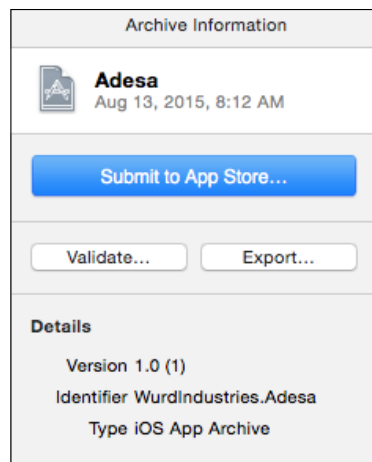 Archive Information
Adesa
Aug 13, 2015, 8:12 AM
Submit to App Store...
Validate... Export...
Details
Version 1.0 (1)
Identifier WurdIndustries.Adesa
Type iOS App Archive